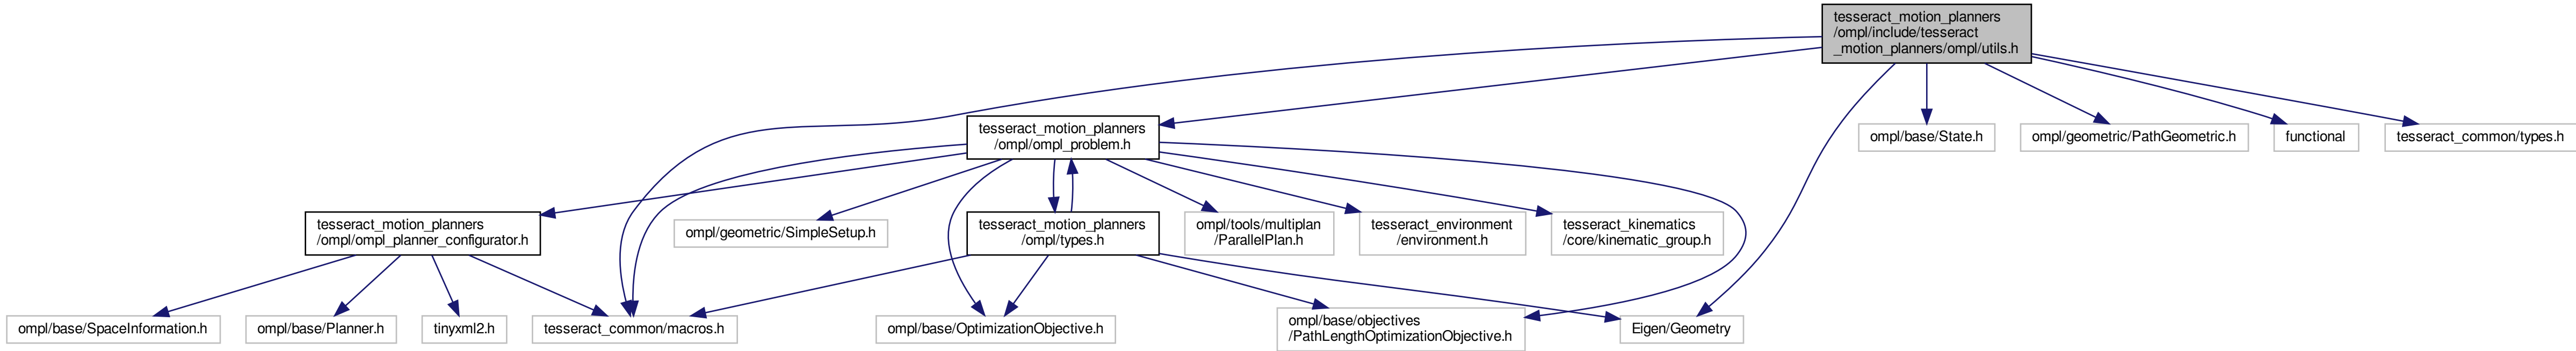 tesseract_motion_planners
/ompl/include/tesseract
_motion_planners/ompl/utils.h
tesseract_motion_planners
/ompl/ompl_problem.h
ompl/base/State.h
ompl/geometric/PathGeometric.h
functional
tesseract_common/types.h
tesseract_motion_planners
/ompl/ompl_planner_configurator.h
ompl/geometric/SimpleSetup.h
tesseract_motion_planners
/ompl/types.h
ompl/tools/multiplan
/ParallelPlan.h
tesseract_environment
/environment.h
tesseract_kinematics
/core/kinematic_group.h
ompl/base/SpaceInformation.h
ompl/base/Planner.h
tinyxml2.h
tesseract_common/macros.h
ompl/base/OptimizationObjective.h
ompl/base/objectives
/PathLengthOptimizationObjective.h
Eigen/Geometry